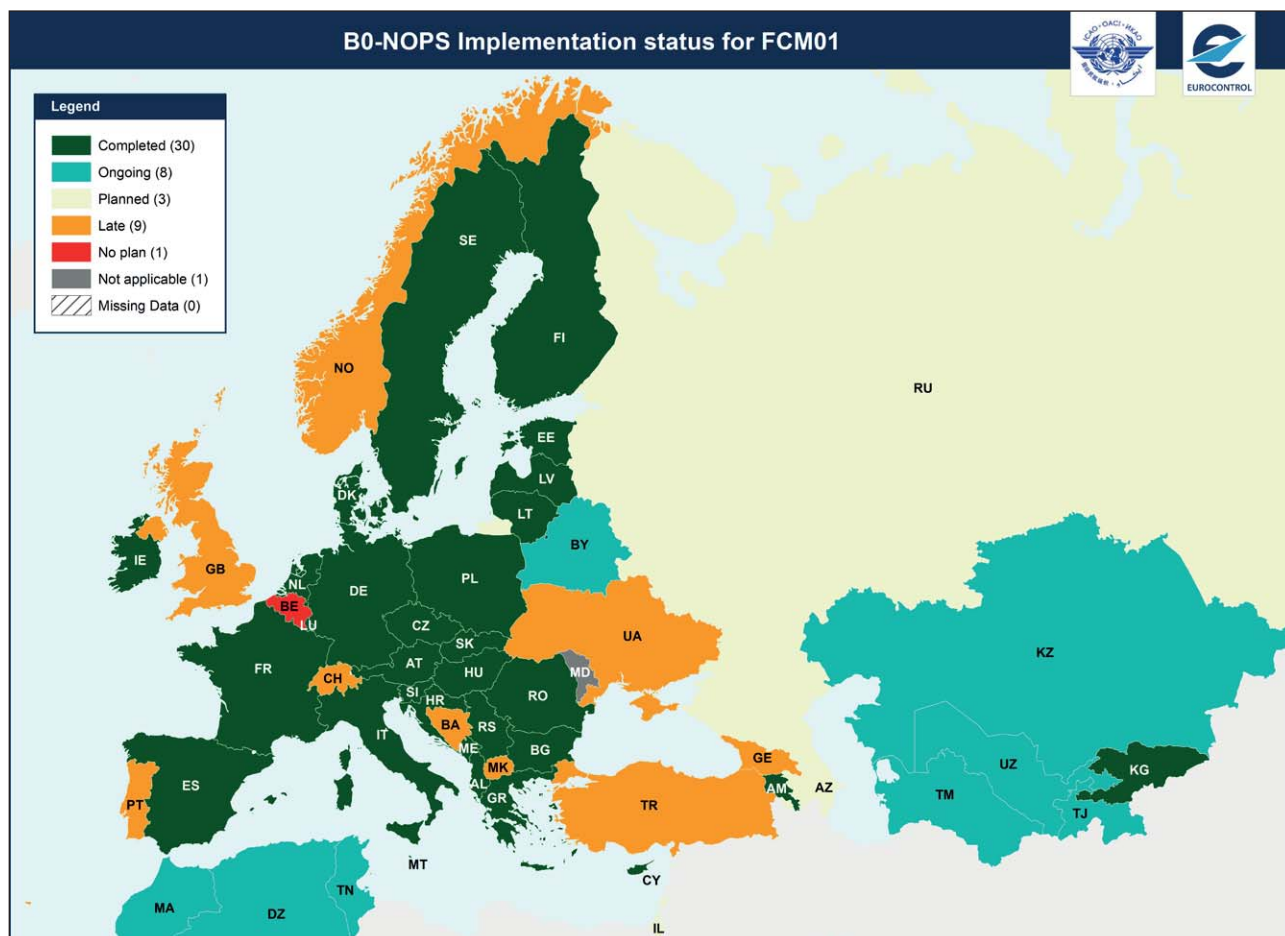 B0-NOPS Implementation status for FCM01
ICAO · OACI · ИКАО
EUROCONTROL
Legend
Completed (30)
Ongoing (8)
Planned (3)
Late (9)
No plan (1)
Not applicable (1)
Missing Data (0)
SE
FI
NO
RU
EE
LV
DK
LT
BY
IE
GB
NL
DE
PL
BE
LU
CZ
UA
SK
KZ
FR
AT
CH
HU
MD
SI
RO
HR
IT
BA
RS
ME
BG
UZ
GE
KG
ES
MK
AZ
AM
TM
PT
AL
GR
TR
TJ
MT
CY
TN
MA
DZ
IL